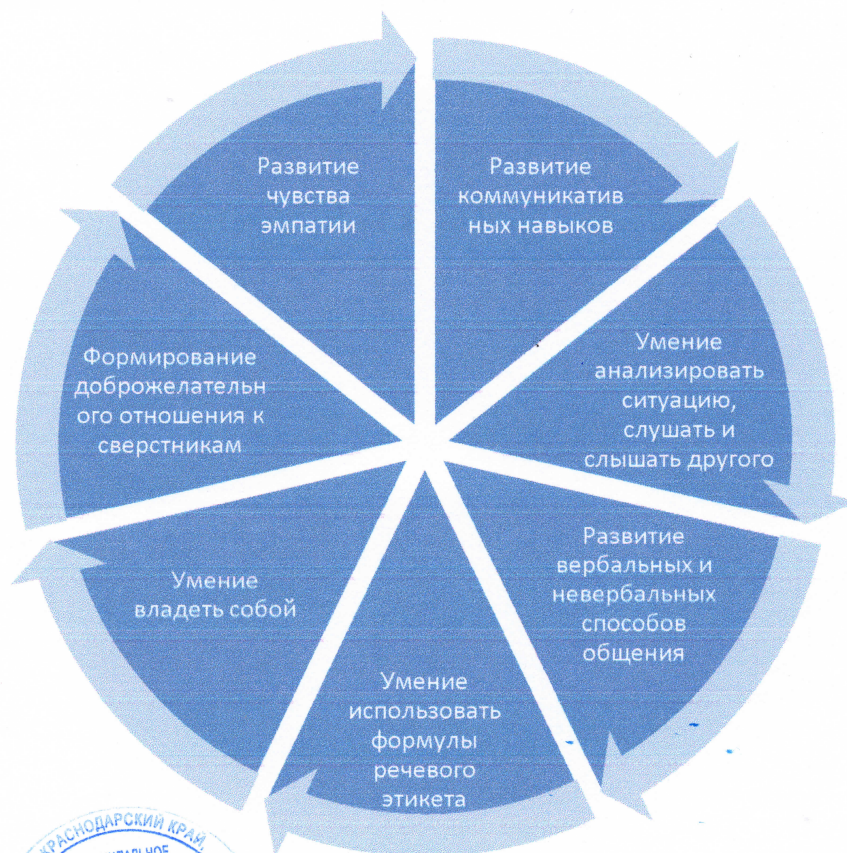 Развитие
коммуникатив
ных навыков
Умение
анализировать
ситуацию,
слушать и
слышать другого
Развитие
вербальных и
невербальных
способов
общения
Умение
использовать
формулы
речевого
этикета
Умение
владеть собой
Формирование
доброжелательн
ого отношения к
сверстникам
Развитие
чувства
эмпатии
КРАСНОДАРСКИЙ КРАЙ,